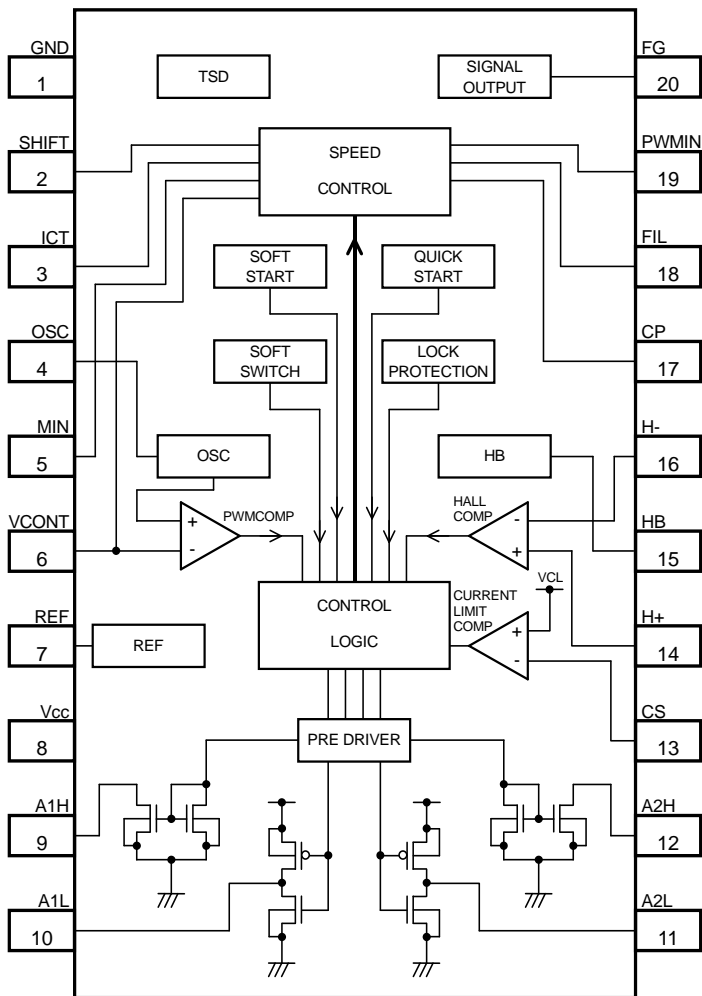 GND
1
TSD
SIGNAL
OUTPUT
FG
20
SHIFT
2
SPEED
CONTROL
PWMIN
19
ICT
3
SOFT
START
QUICK
START
FIL
18
OSC
4
SOFT
SWITCH
LOCK
PROTECTION
CP
17
MIN
5
OSC
HB
H-
16
VCONT
6
+
-
PWMCOMP
HALL
COMP
-
+
HB
15
REF
7
REF
CONTROL
LOGIC
CURRENT
LIMIT
COMP
VCL
+
-
H+
14
Vcc
8
PRE DRIVER
CS
13
A1H
9
A2H
12
A1L
10
A2L
11